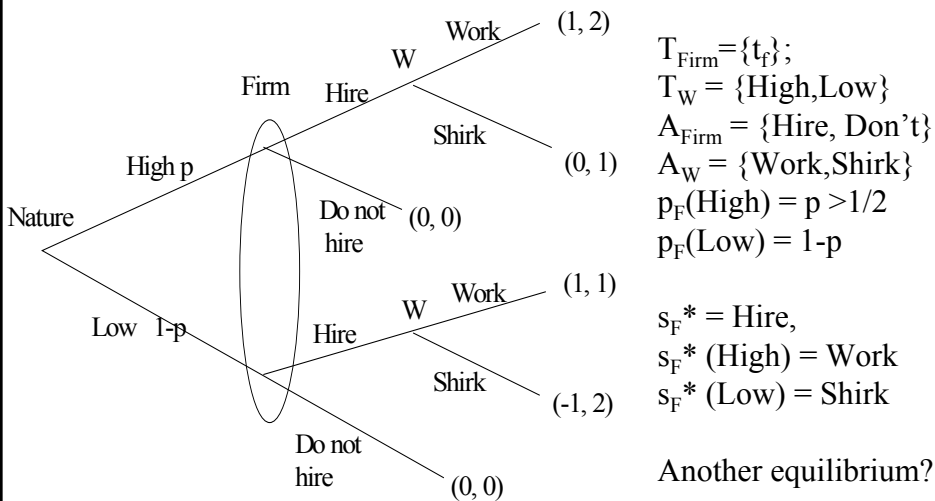 Work
(1, 2)
W
Firm
Hire
Shirk
(0, 1)
High p
Nature
Do not
hire
(0, 0)
Low 1-p
Work
(1, 1)
W
Hire
Shirk
(-1, 2)
Do not
hire
(0, 0)
T_Firm={t_f};
T_W = {High,Low}
A_Firm = {Hire, Don't}
A_W = {Work,Shirk}
p_F(High) = p >1/2
p_F(Low) = 1-p
s_F* = Hire,
s_F* (High) = Work
s_F* (Low) = Shirk
Another equilibrium?